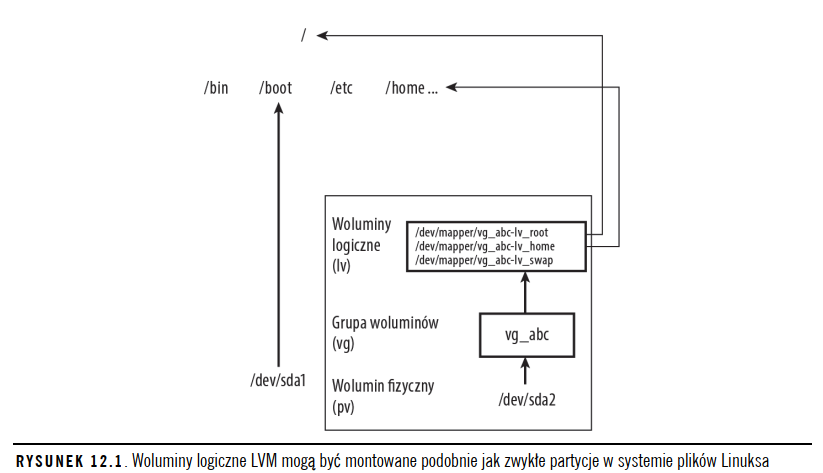 /
/bin /boot /etc /home ...
Woluminy
logiczne
(lv)
/dev/mapper/vg_abc-lv_root
/dev/mapper/vg_abc-lv_home
/dev/mapper/vg_abc-lv_swap
Grupa woluminów
(vg)
vg_abc
/dev/sda1
Wolumin fizyczny
(pv)
/dev/sda2
RYSUNEK 12.1. Woluminy logiczne LVM mogą być montowane podobnie jak zwykłe partycje w systemie plików Linuksa